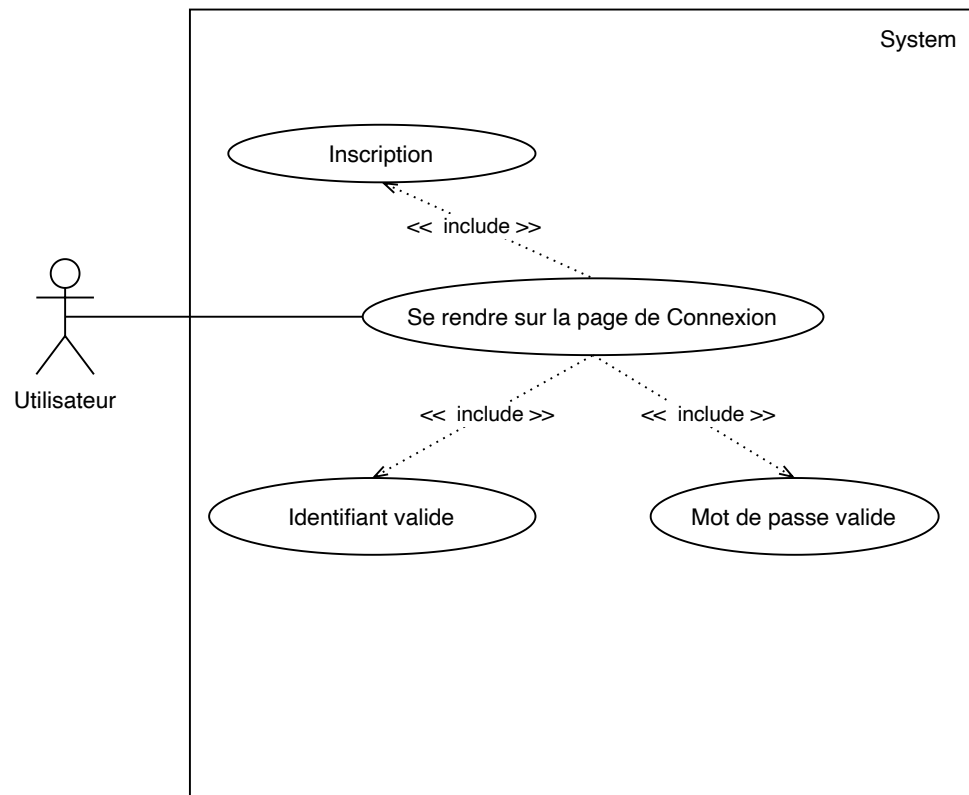 System
Inscription
<< include >>
Se rendre sur la page de Connexion
Utilisateur
<< include >>
<< include >>
Identifiant valide
Mot de passe valide